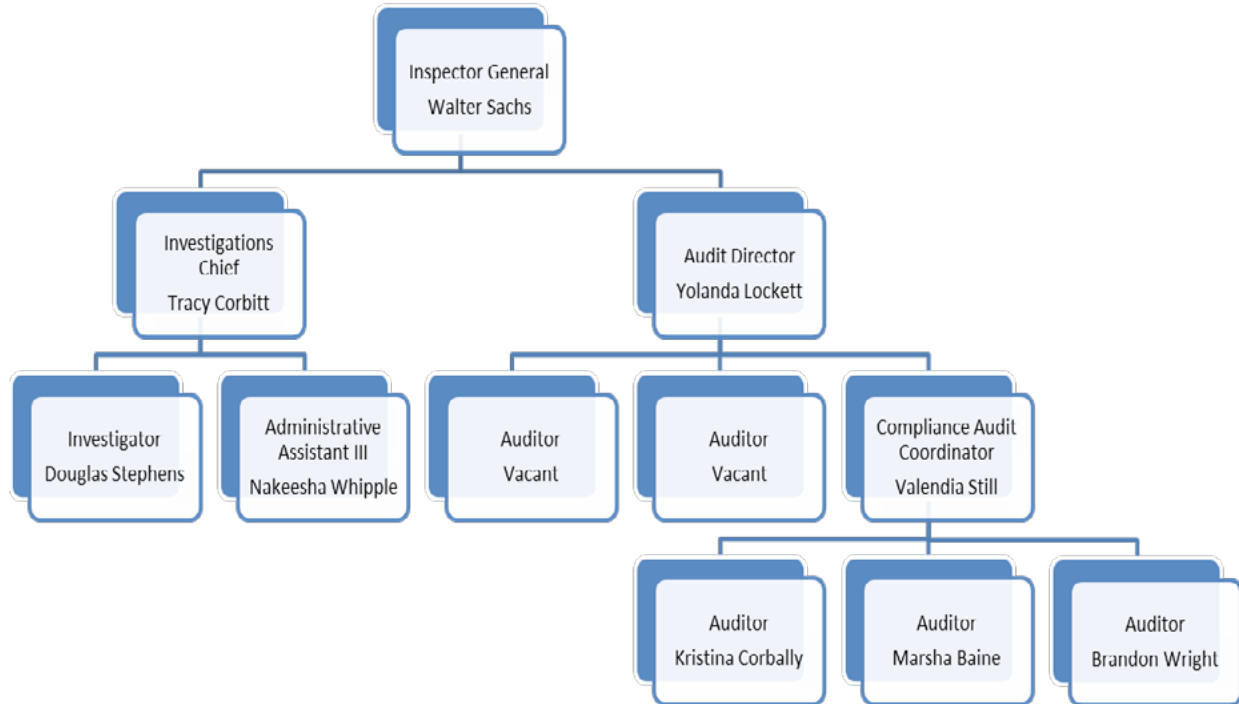 Inspector General
Walter Sachs
Investigations
Chief
Tracy Corbitt
Audit Director
Yolanda Lockett
Investigator
Douglas Stephens
Administrative
Assistant III
Nakeesha Whipple
Auditor
Vacant
Auditor
Vacant
Compliance Audit
Coordinator
Valendia Still
Auditor
Kristina Corbally
Auditor
Marsha Baine
Auditor
Brandon Wright